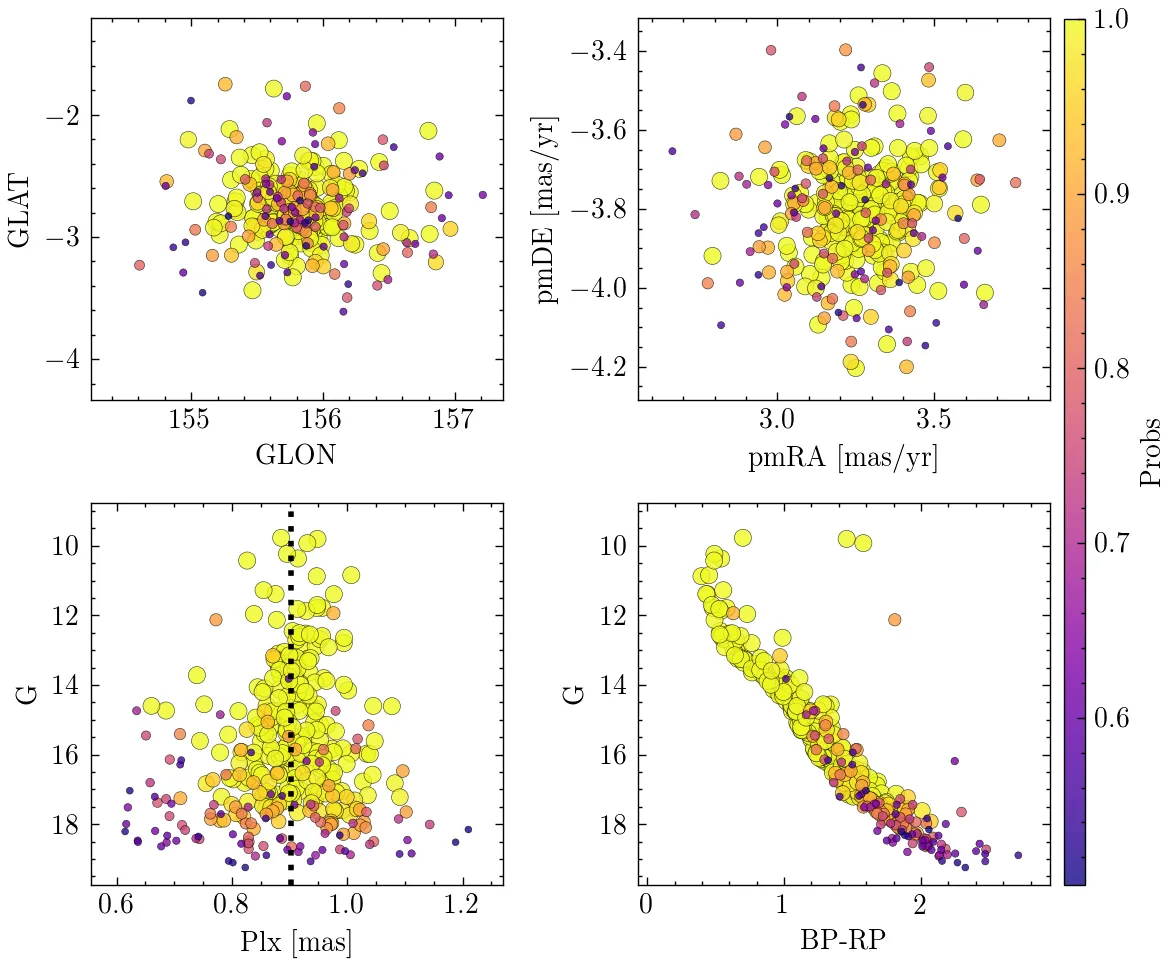 −2
−3
−4
GLAT
155 156 157
GLON
−3.4
−3.6
−3.8
−4.0
−4.2
pmDE [mas/yr]
3.0 3.5
pmRA [mas/yr]
1.0
0.9
0.8
0.7
0.6
Probs
10
12
14
16
18
G
0.6 0.8 1.0 1.2
Plx [mas]
10
12
14
16
18
G
0 1 2
BP-RP